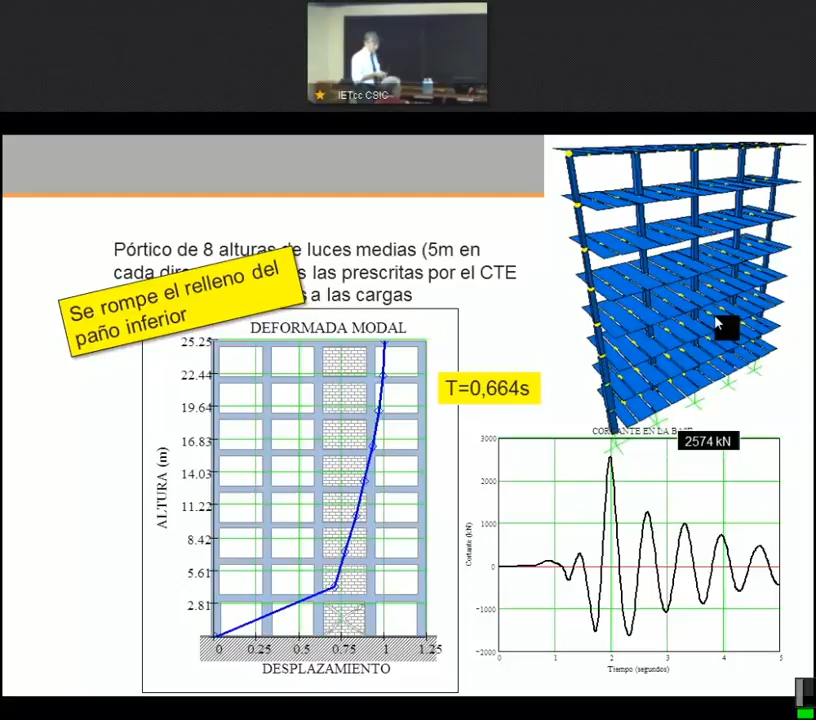 IETcc CSIC
Pórtico de 8 alturas de luces medias (5m en
cada dire s las prescritas por el CTE
s a las cargas
Se rompe el relleno del
paño inferior
DEFORMADA MODAL
25.25
22.44
19.64
16.83
14.03
11.22
8.42
5.61
2.81
ALTURA (m)
0 0.25 0.5 0.75 1 1.25
DESPLAZAMIENTO
T=0,664s
CORTANTE EN LA BASE
2574 kN
3000
2000
1000
0
-1000
-2000
Cortante (kN)
0 1 2 3 4 5
Tiempo (segundos)